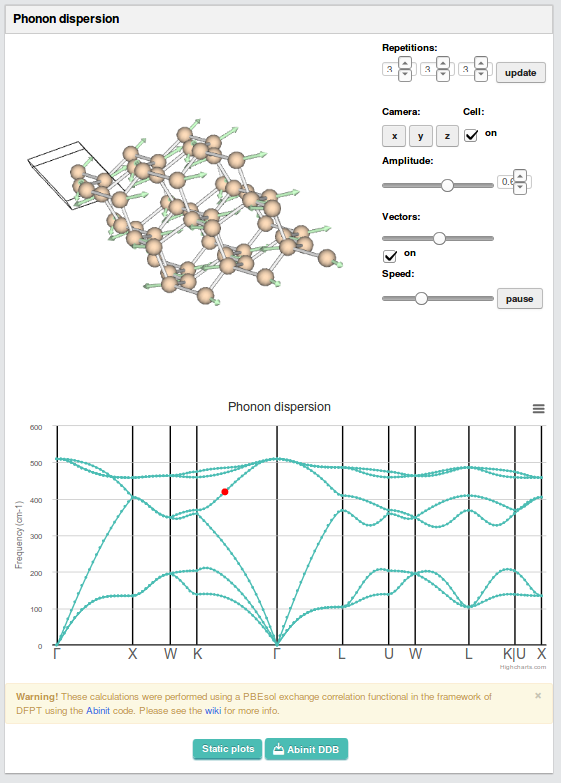 Phonon dispersion
Repetitions:
3 3 3 update
Camera: Cell:
x y z on
Amplitude:
0.6
Vectors:
on
Speed:
pause
Phonon dispersion
Frequency (cm-1)
600
500
400
300
200
100
0
Γ X W K Γ L U W L K|U X
Highcharts.com
Warning! These calculations were performed using a PBEsol exchange correlation functional in the framework of
DFPT using the Abinit code. Please see the wiki for more info.
×
Static plots Abinit DDB